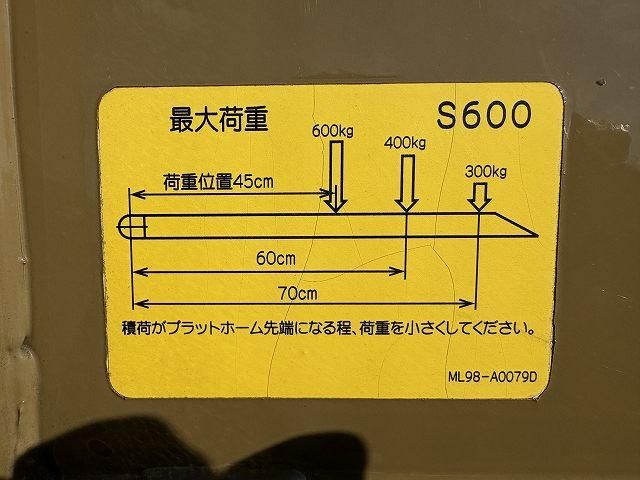 最大荷重
S600
600kg
400kg
300kg
荷重位置45cm
60cm
70cm
積荷がプラットホーム先端になる程、荷重を小さくしてください。
ML98-A0079D